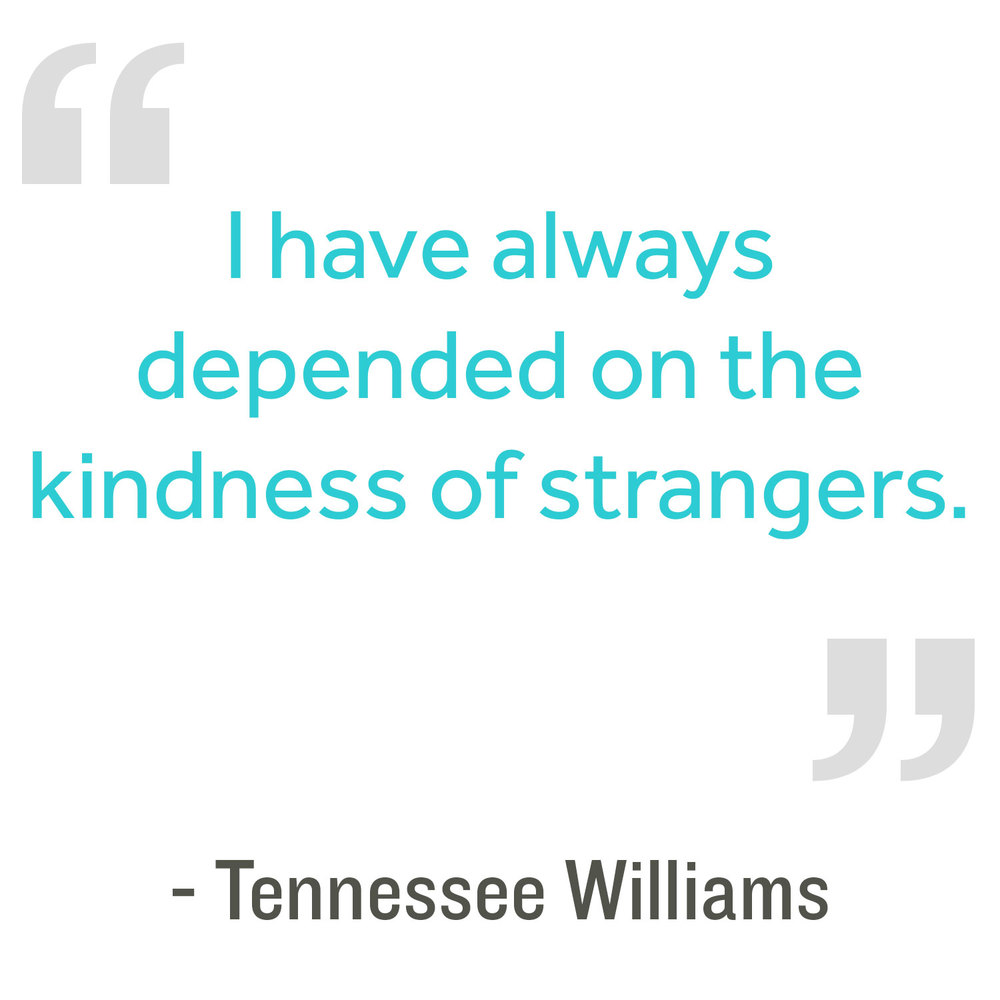 “
I have always
depended on the
kindness of strangers.
”
- Tennessee Williams